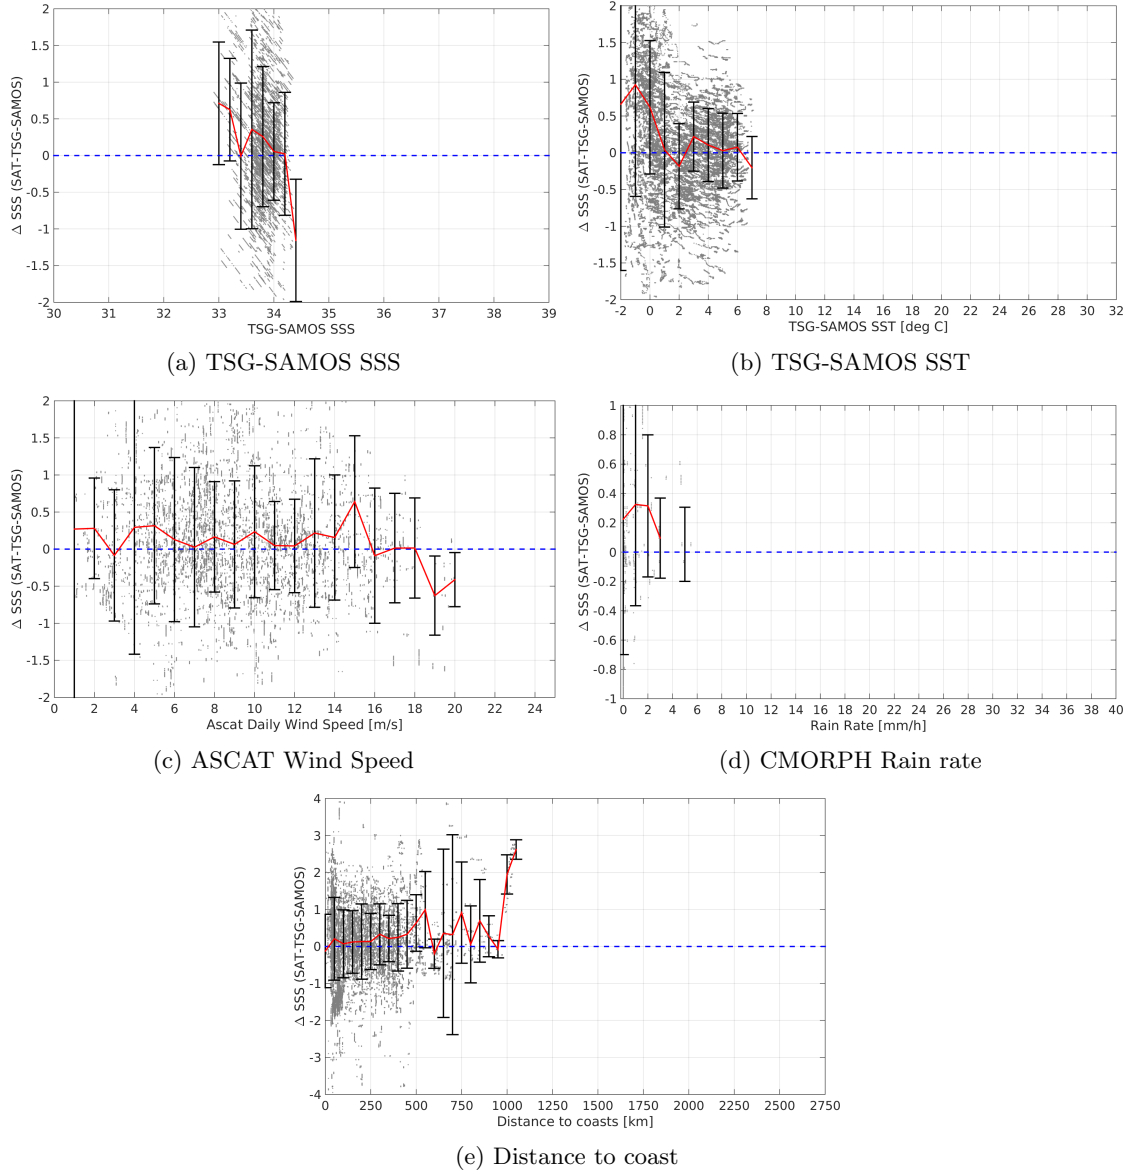 2
1.5
1
0.5
0
-0.5
-1
-1.5
-2
Δ SSS (SAT-TSG-SAMOS)
30 31 32 33 34 35 36 37 38 39
TSG-SAMOS SSS
(a) TSG-SAMOS SSS
2
1.5
1
0.5
0
-0.5
-1
-1.5
-2
Δ SSS (SAT-TSG-SAMOS)
-2 0 2 4 6 8 10 12 14 16 18 20 22 24 26 28 30 32
TSG-SAMOS SST [deg C]
(b) TSG-SAMOS SST
2
1.5
1
0.5
0
-0.5
-1
-1.5
-2
Δ SSS (SAT-TSG-SAMOS)
0 2 4 6 8 10 12 14 16 18 20 22 24
Ascat Daily Wind Speed [m/s]
(c) ASCAT Wind Speed
1
0.8
0.6
0.4
0.2
0
-0.2
-0.4
-0.6
-0.8
-1
Δ SSS (SAT-TSG-SAMOS)
0 2 4 6 8 10 12 14 16 18 20 22 24 26 28 30 32 34 36 38 40
Rain Rate [mm/h]
(d) CMORPH Rain rate
4
3
2
1
0
-1
-2
-3
-4
Δ SSS (SAT-TSG-SAMOS)
0 250 500 750 1000 1250 1500 1750 2000 2250 2500 2750
Distance to coasts [km]
(e) Distance to coast